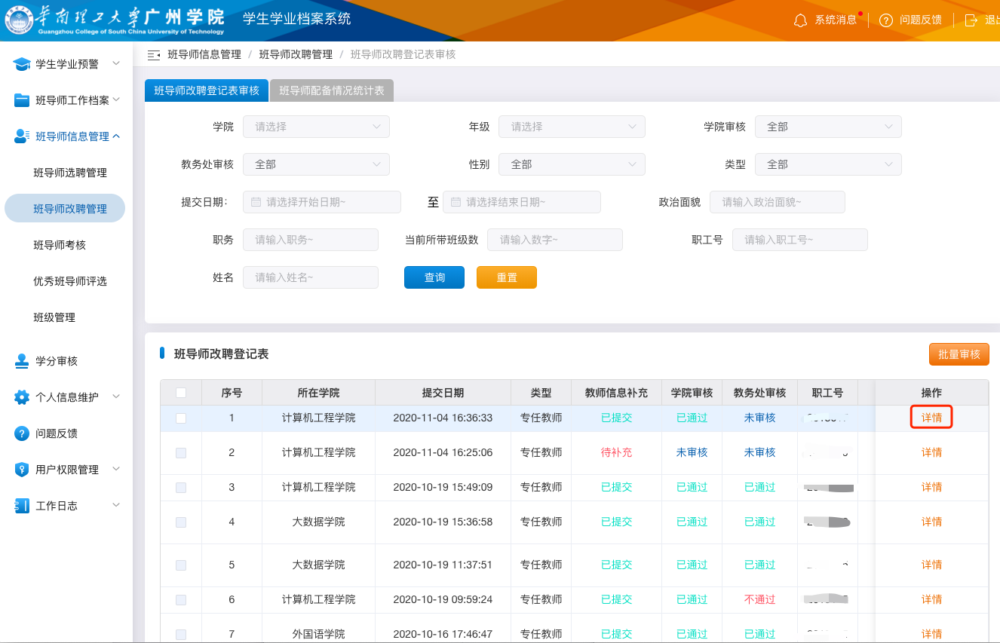 华南理工大学广州学院
Guangzhou College of South China University of Technology
学生学业档案系统
系统消息
问题反馈
退出
学生学业预警
班导师工作档案
班导师信息管理
班导师选聘管理
班导师改聘管理
班导师考核
优秀班导师评选
班级管理
学分审核
个人信息维护
问题反馈
用户权限管理
工作日志
班导师信息管理 / 班导师改聘管理 / 班导师改聘登记表审核
班导师改聘登记表审核 班导师配备情况统计表
学院 请选择 年级 请选择 学院审核 全部
教务处审核 全部 性别 全部 类型 全部
提交日期: 请选择开始日期~ 至 请选择结束日期~ 政治面貌 请输入政治面貌~
职务 请输入职务~ 当前所带班级数 请输入数字~ 职工号 请输入职工号~
姓名 请输入姓名~ 查询 重置
班导师改聘登记表 批量审核
序号 所在学院 提交日期 类型 教师信息补充 学院审核 教务处审核 职工号 操作
1 计算机工程学院 2020-11-04 16:36:33 专任教师 已提交 已通过 未审核 详情
2 计算机工程学院 2020-11-04 16:25:06 专任教师 待补充 未审核 未审核 详情
3 计算机工程学院 2020-10-19 15:49:09 专任教师 已提交 已通过 已通过 详情
4 大数据学院 2020-10-19 15:36:58 专任教师 已提交 已通过 已通过 详情
5 大数据学院 2020-10-19 11:37:51 专任教师 已提交 已通过 已通过 详情
6 计算机工程学院 2020-10-19 09:59:24 专任教师 已提交 已通过 不通过 详情
7 外国语学院 2020-10-16 17:46:47 专任教师 已提交 已通过 已通过 详情